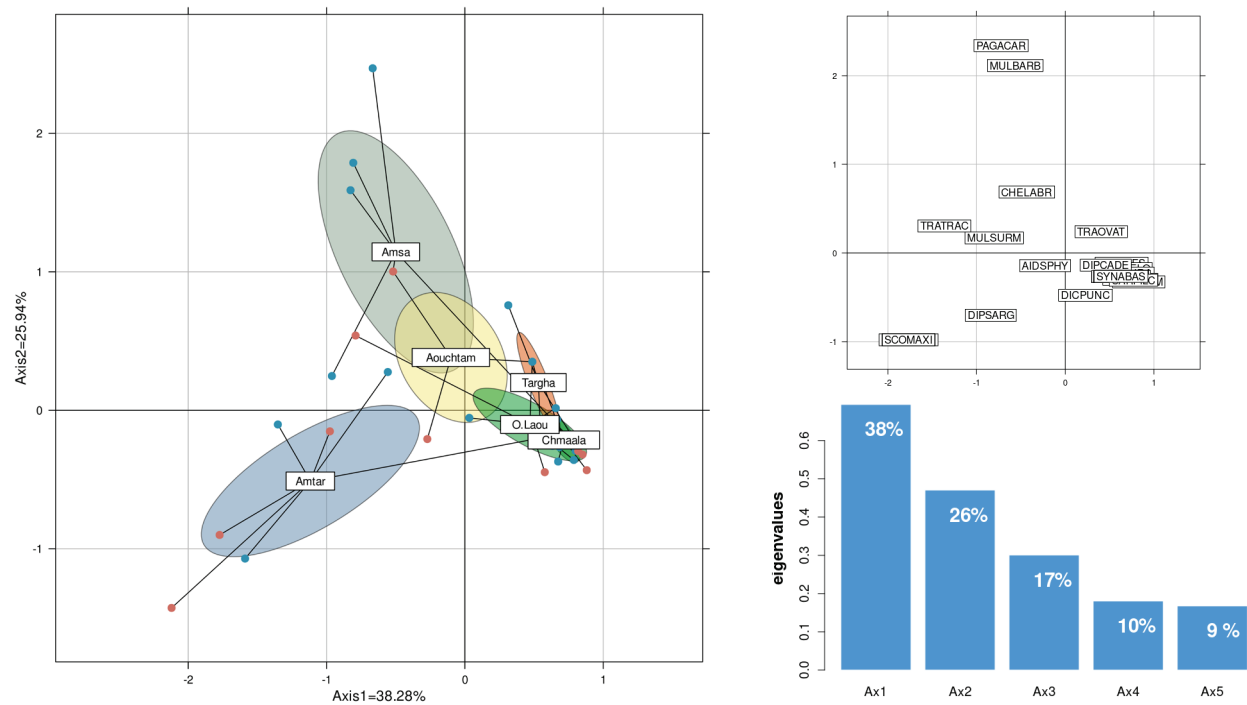 2
1
0
-1
-2
-1
0
1
Axis2=25.94%
Axis1=38.28%
Amsa
Aouchtam
Targha
O.Laou
Chmaala
Amtar
2
1
0
-1
-2
-1
0
1
PAGACAR
MULBARB
CHELABR
TRATRAC
MULSURM
TRAOVAT
AIDSPHY
DIPCADE
SYNABAS
DICPUNC
DIPSARG
SCOMAXI
eigenvalues
0.6
0.5
0.4
0.3
0.2
0.1
0.0
38%
26%
17%
10%
9 %
Ax1 Ax2 Ax3 Ax4 Ax5